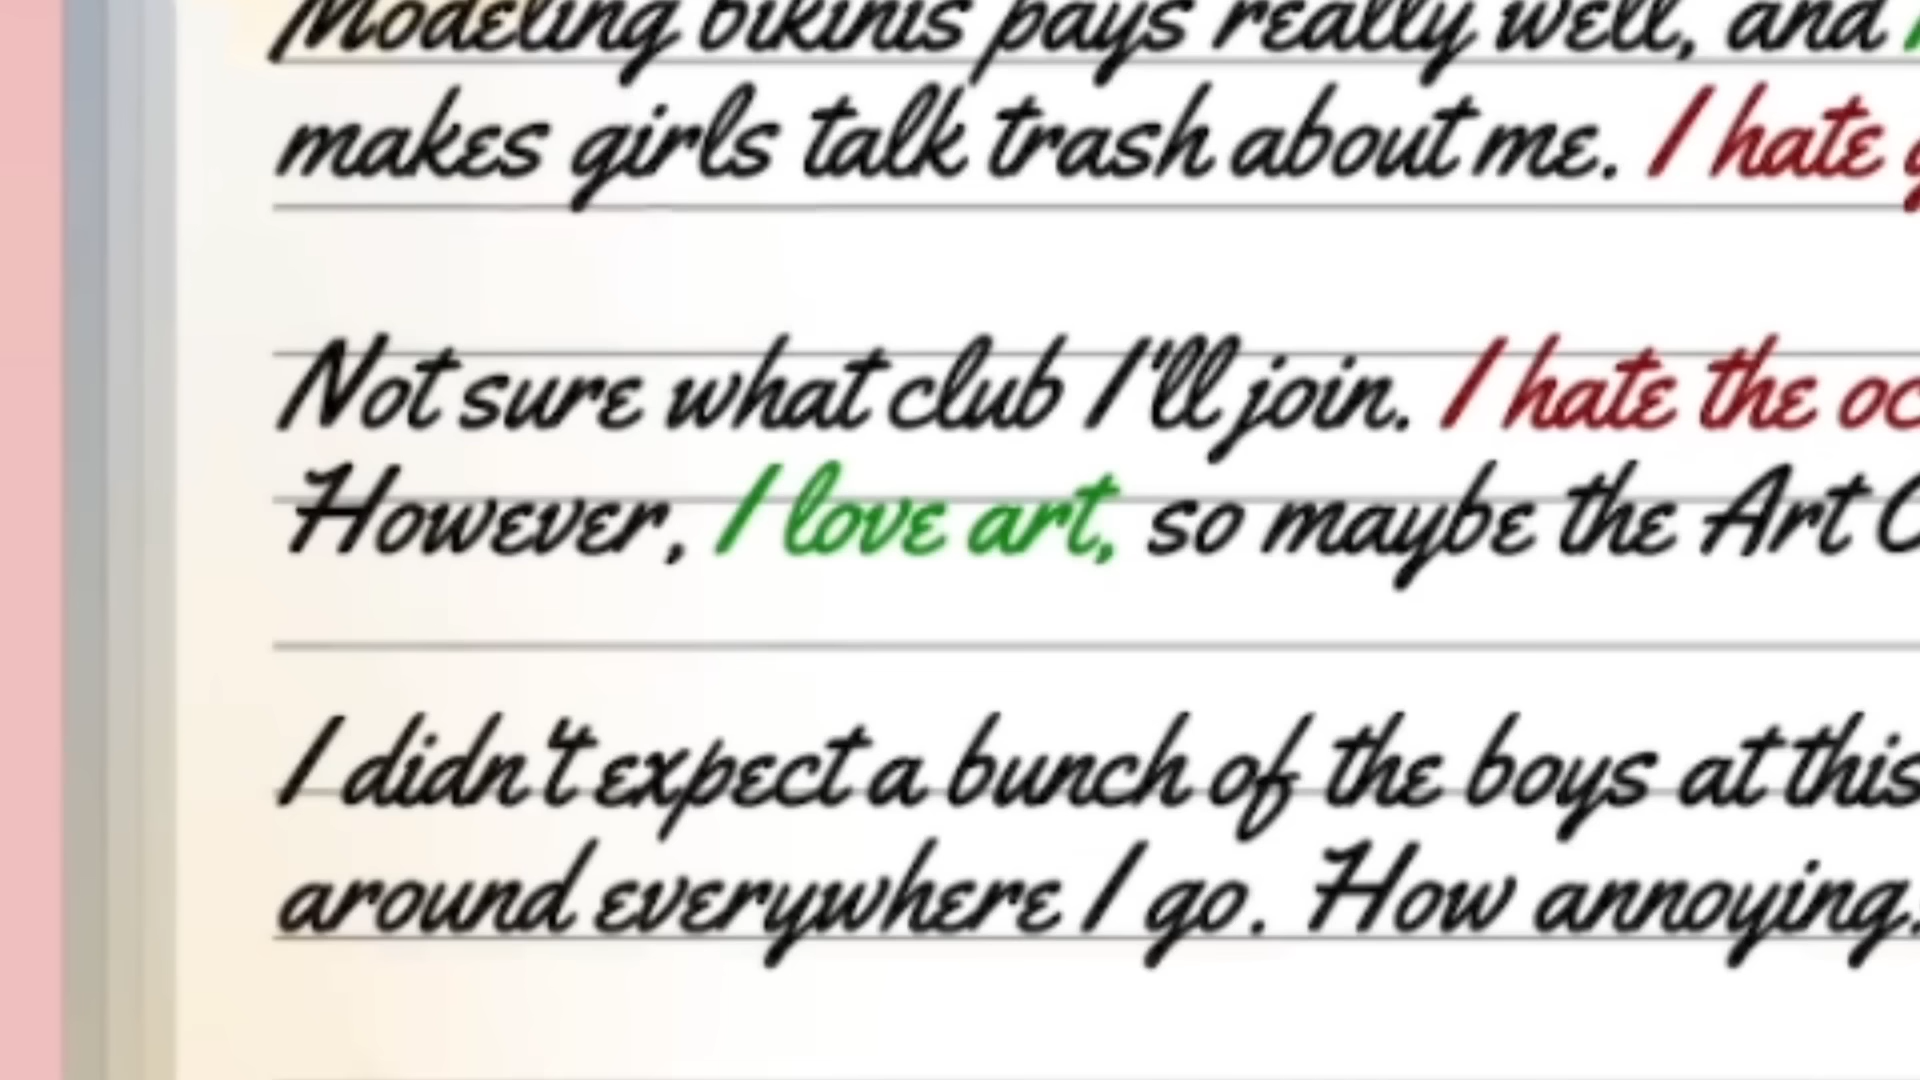 Modeling bikinis pays really well, and
makes girls talk trash about me. I hate
Not sure what club I'll join. I hate the oc
However, I love art, so maybe the Art C
I didn't expect a bunch of the boys at this
around everywhere I go. How annoying.